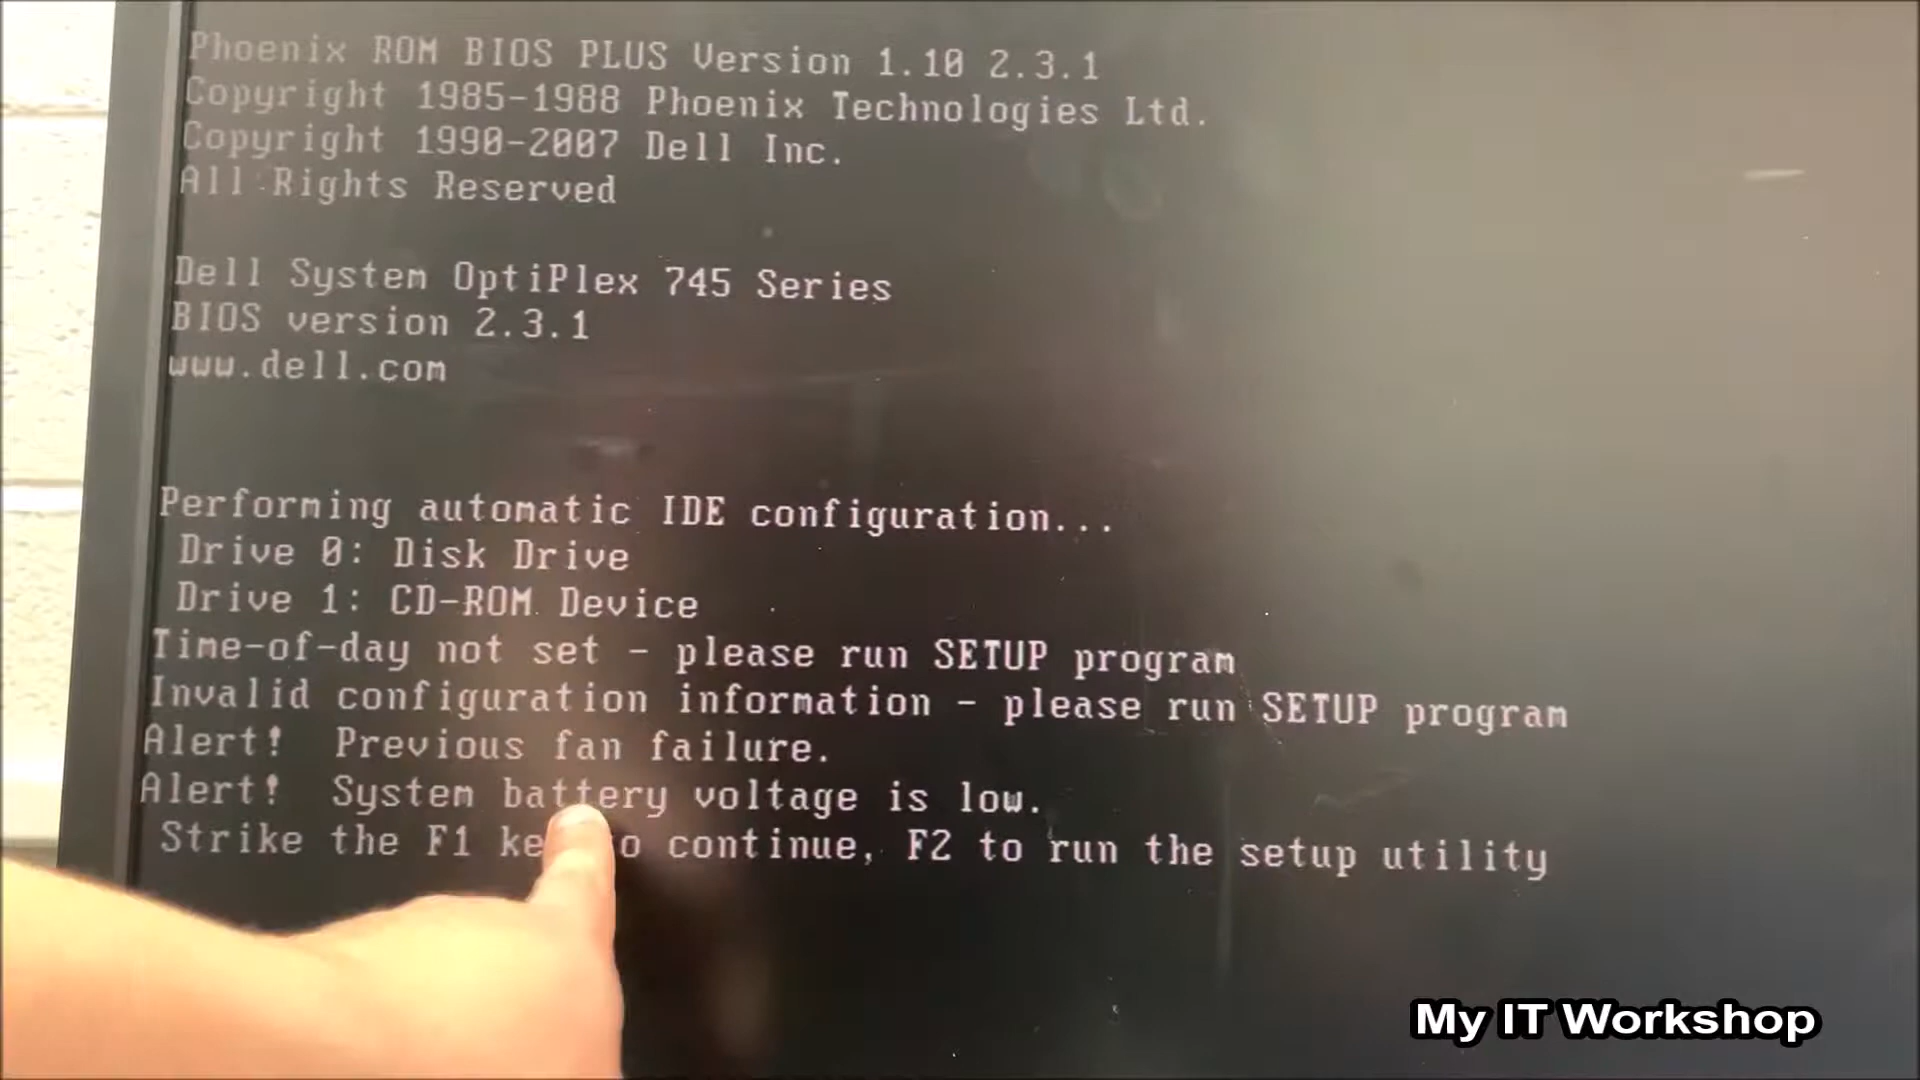 Phoenix ROM BIOS PLUS Version 1.10 2.3.1
Copyright 1985-1988 Phoenix Technologies Ltd.
Copyright 1990-2007 Dell Inc.
All Rights Reserved
Dell System OptiPlex 745 Series
BIOS version 2.3.1
www.dell.com
Performing automatic IDE configuration...
Drive 0: Disk Drive
Drive 1: CD-ROM Device
Time-of-day not set - please run SETUP program
Invalid configuration information - please run SETUP program
Alert! Previous fan failure.
Alert! System battery voltage is low.
Strike the F1 continue, F2 to run the setup utility
My IT Workshop